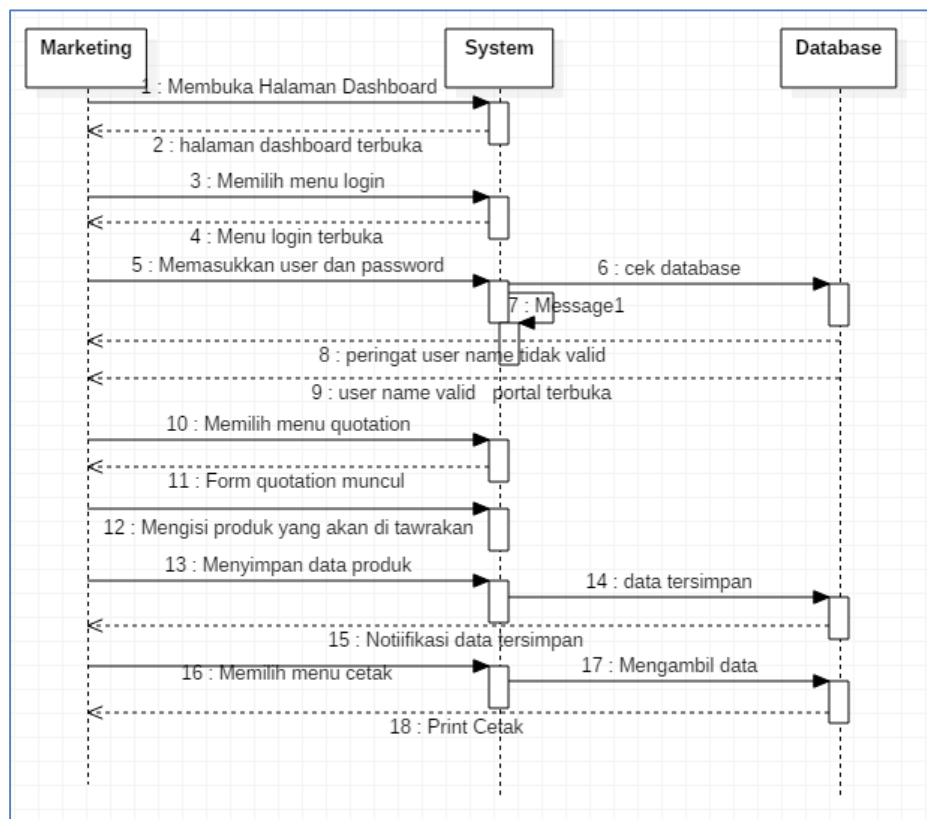 Marketing
System
Database
1 : Membuka Halaman Dashboard
2 : halaman dashboard terbuka
3 : Memilih menu login
4 : Menu login terbuka
5 : Memasukkan user dan password
6 : cek database
7 : Message1
8 : peringat user name tidak valid
9 : user name valid   portal terbuka
10 : Memilih menu quotation
11 : Form quotation muncul
12 : Mengisi produk yang akan di tawrakan
13 : Menyimpan data produk
14 : data tersimpan
15 : Notiifikasi data tersimpan
16 : Memilih menu cetak
17 : Mengambil data
18 : Print Cetak